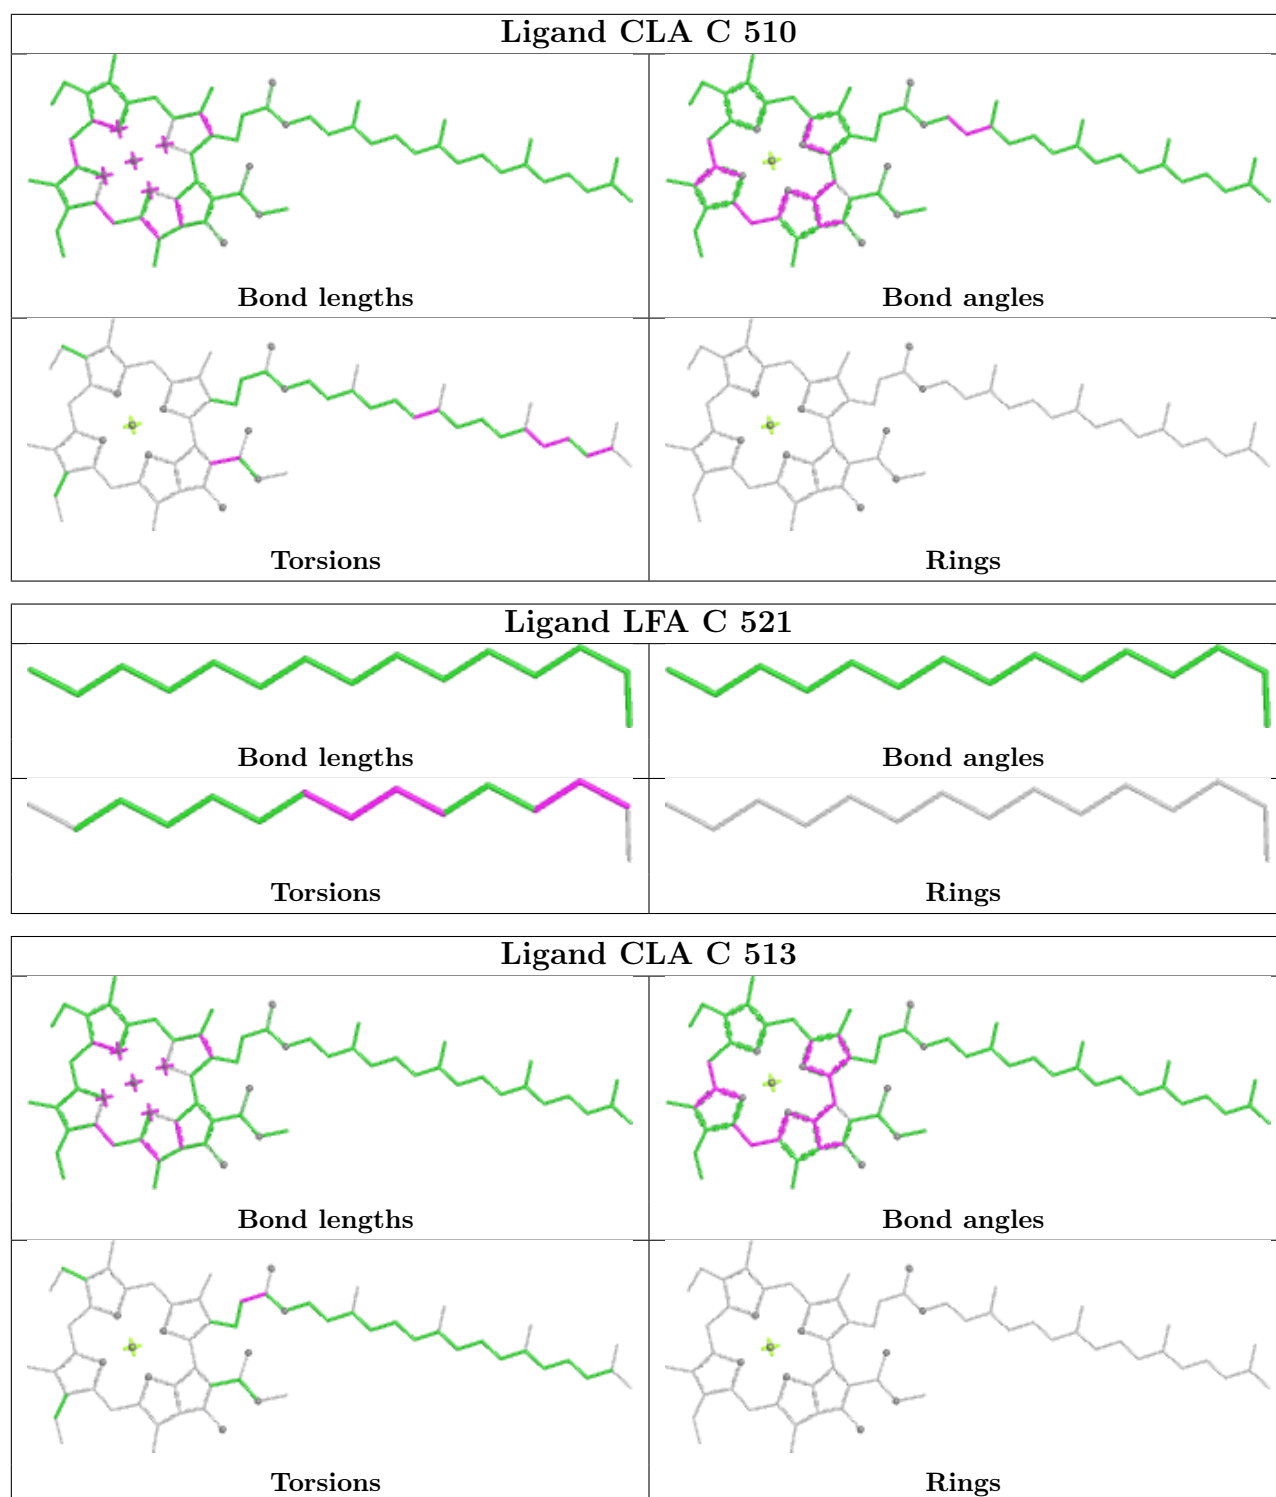 Ligand CLA C 510
Bond lengths
Bond angles
Torsions
Rings
Ligand LFA C 521
Bond lengths
Bond angles
Torsions
Rings
Ligand CLA C 513
Bond lengths
Bond angles
Torsions
Rings